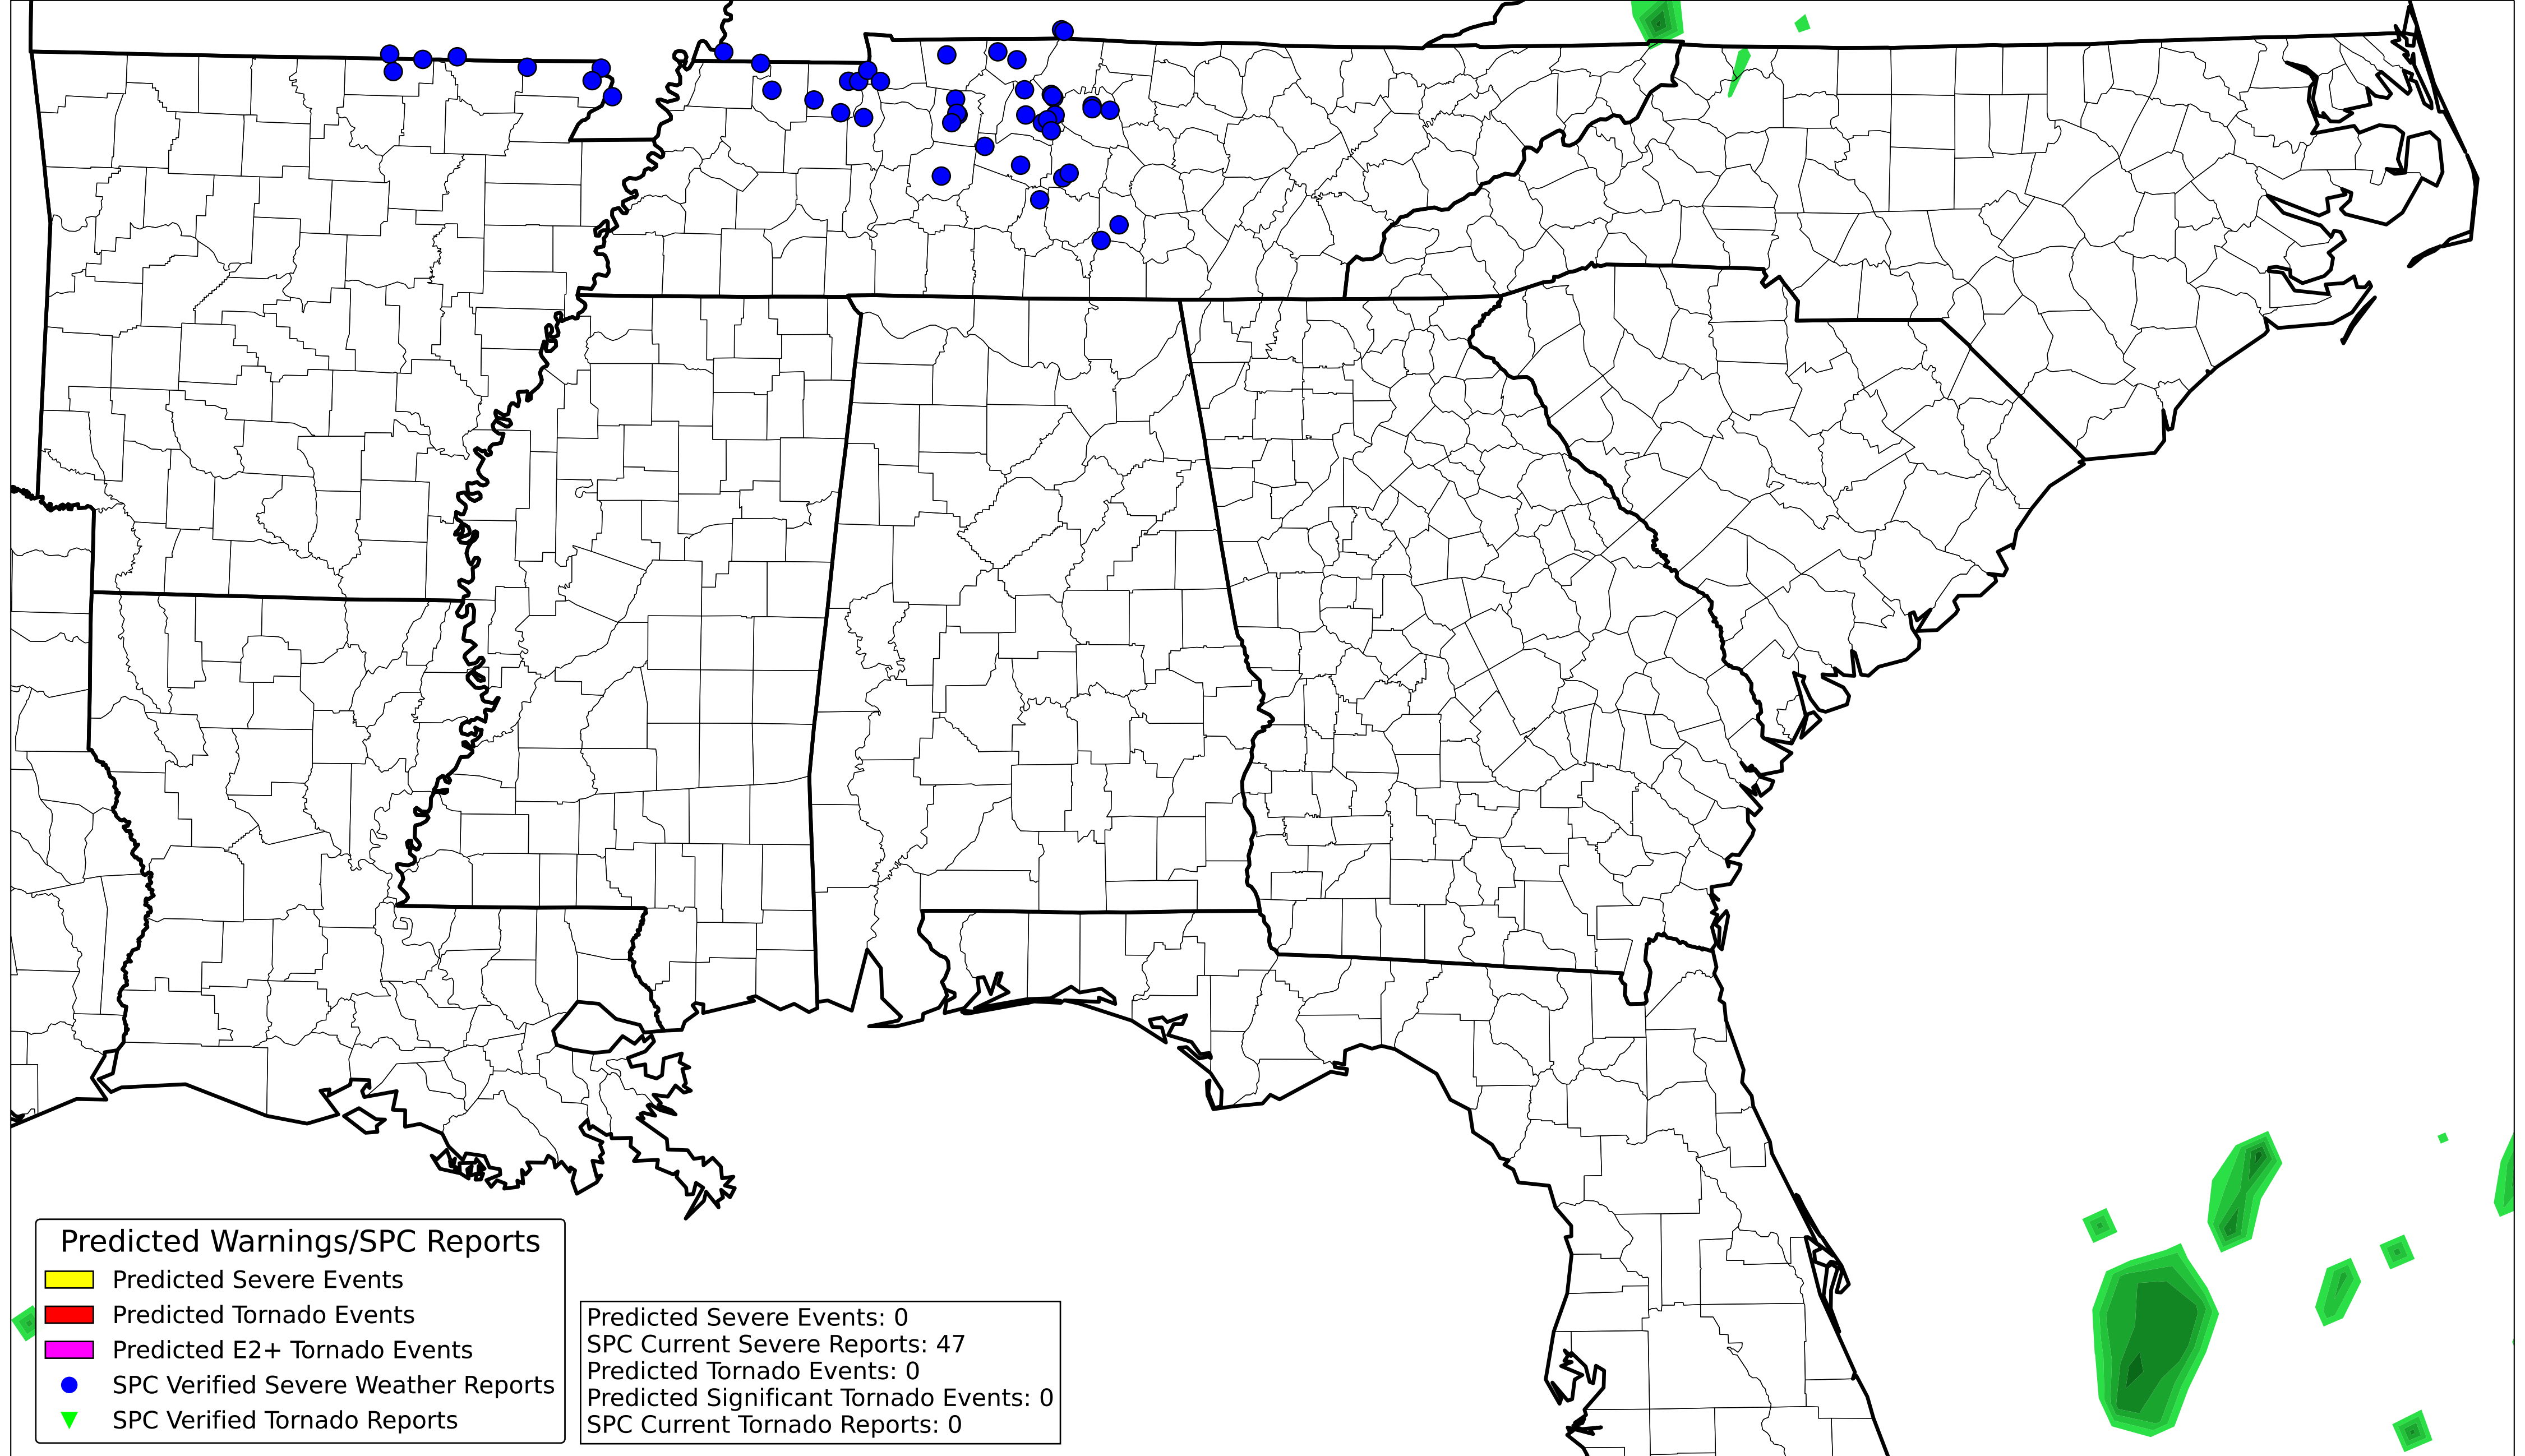 Predicted Warnings/SPC Reports
Predicted Severe Events
Predicted Tornado Events
Predicted E2+ Tornado Events
SPC Verified Severe Weather Reports
SPC Verified Tornado Reports
Predicted Severe Events: 0
SPC Current Severe Reports: 47
Predicted Tornado Events: 0
Predicted Significant Tornado Events: 0
SPC Current Tornado Reports: 0